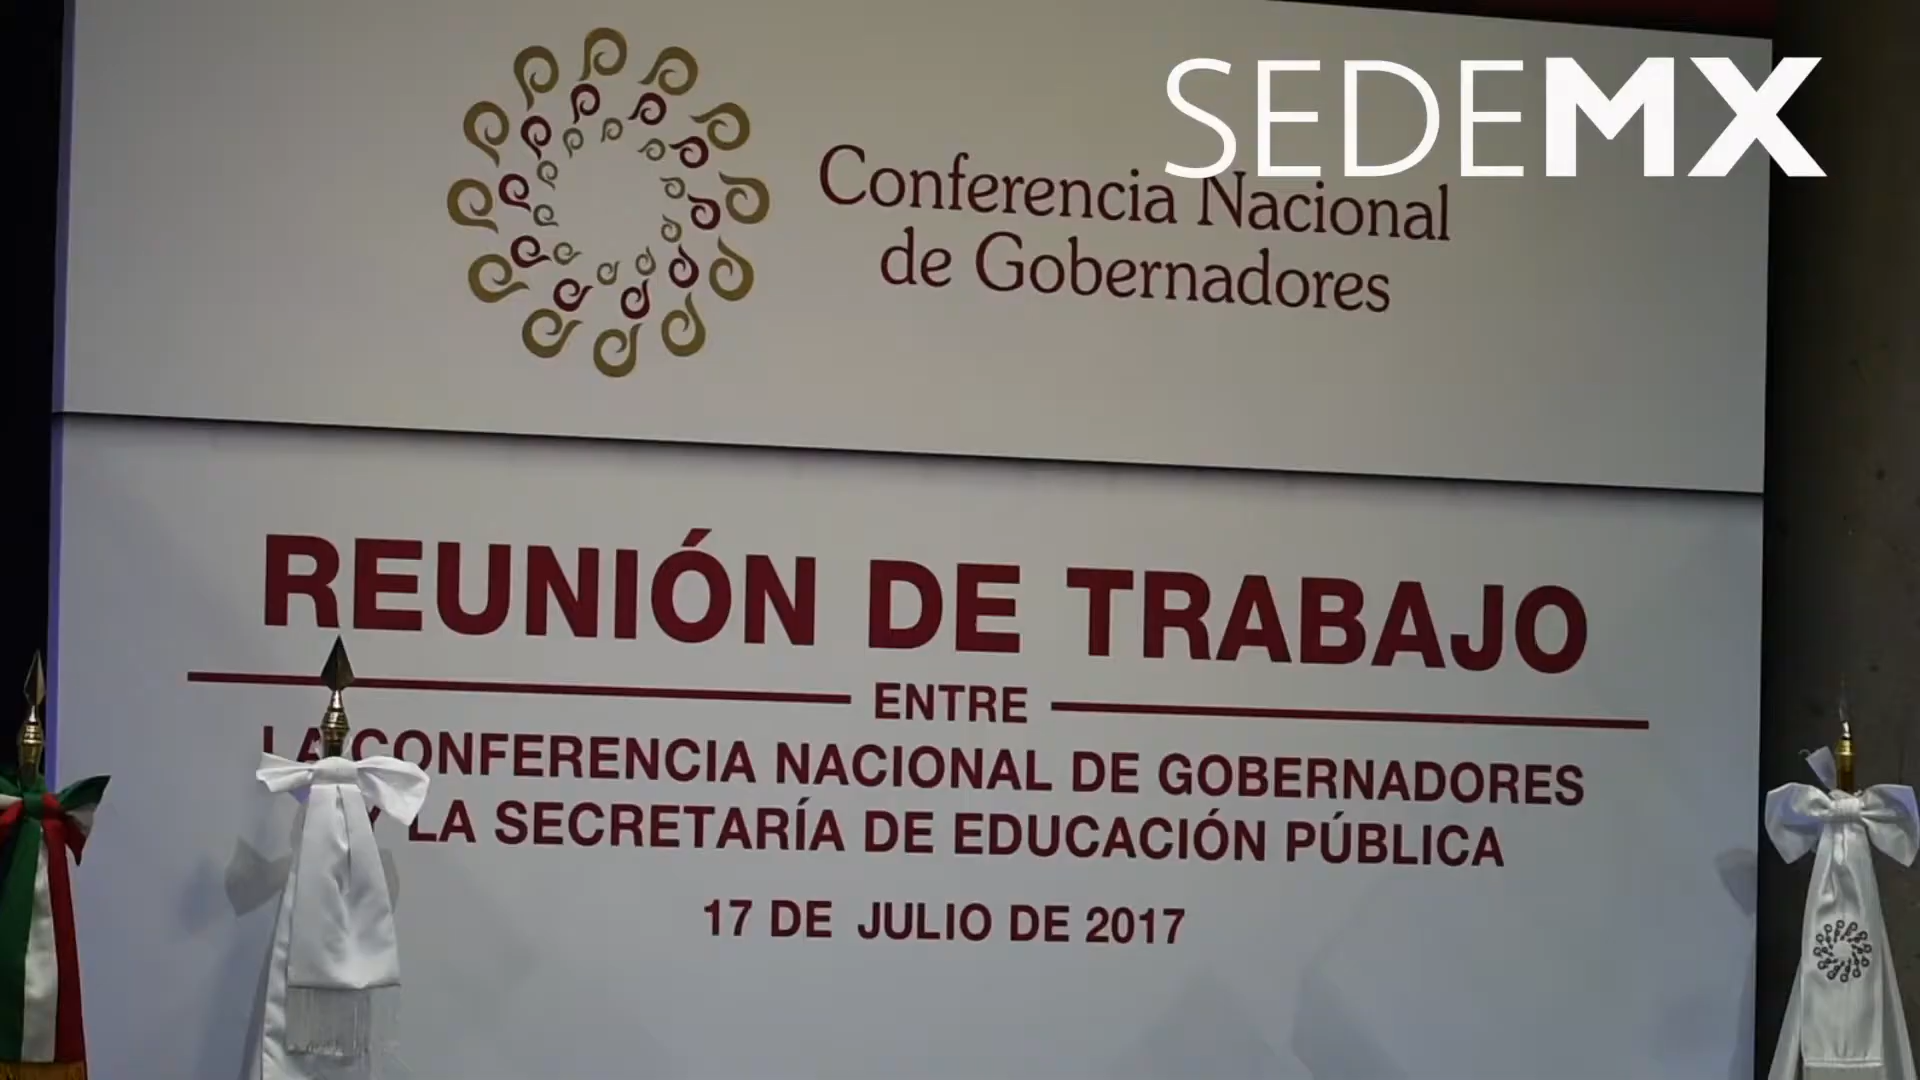 SEDEMX
Conferencia Nacional
de Gobernadores
REUNIÓN DE TRABAJO
ENTRE
LA CONFERENCIA NACIONAL DE GOBERNADORES
Y LA SECRETARÍA DE EDUCACIÓN PÚBLICA
17 DE JULIO DE 2017